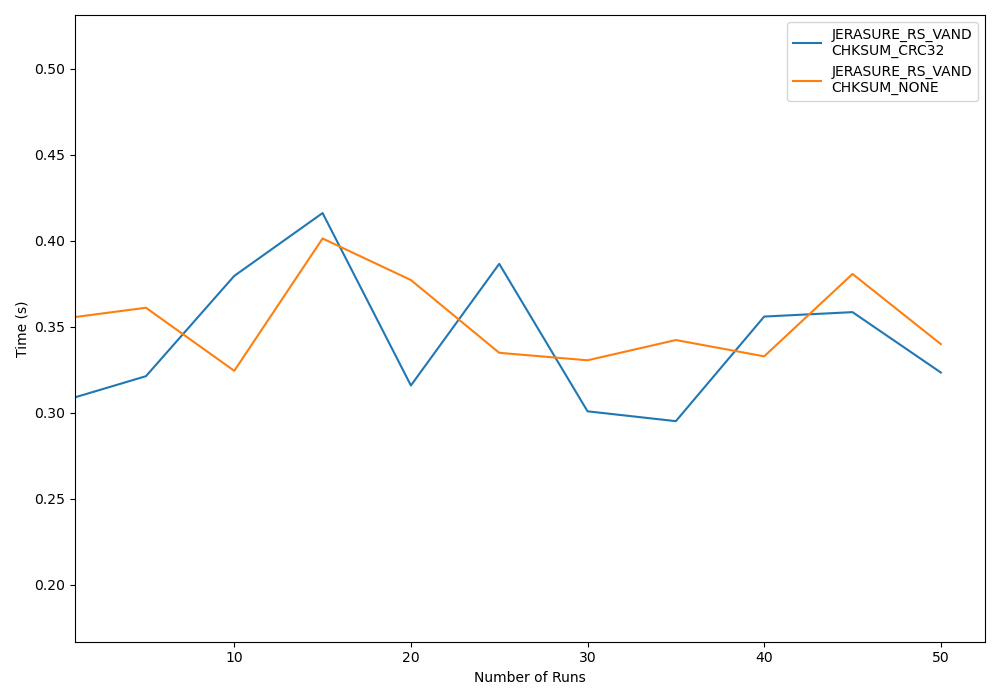 JERASURE_RS_VAND
CHKSUM_CRC32
JERASURE_RS_VAND
CHKSUM_NONE
0.50
0.45
0.40
0.35
0.30
0.25
0.20
Time (s)
10 20 30 40 50
Number of Runs